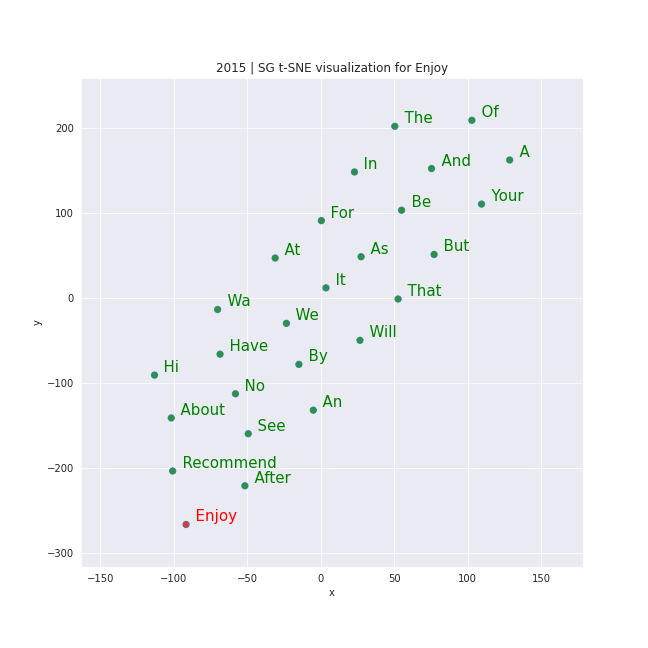 2015 | SG t-SNE visualization for Enjoy
Of
The
A
And
In
Your
Be
For
But
As
At
It
That
Wa
We
Will
Have
By
Hi
No
An
About
See
Recommend
After
Enjoy
200
100
0
−100
−200
−300
y
−150 −100 −50 0 50 100 150
x